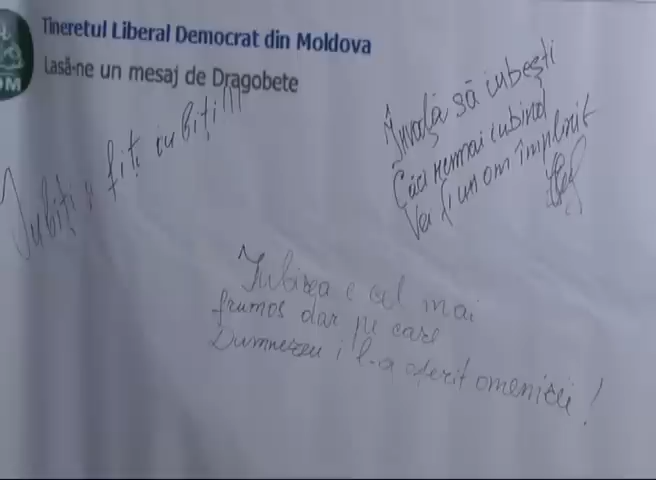 Tineretul Liberal Democrat din Moldova
Lasă-ne un mesaj de Dragobete
DM
Iubiți și fiți iubiți!!!
Învață să iubești
Căci numai iubind
Vei fi un om împlinit
Iubirea e cel mai
frumos dar pe care
Dumnezeu i l-a oferit omenirii!